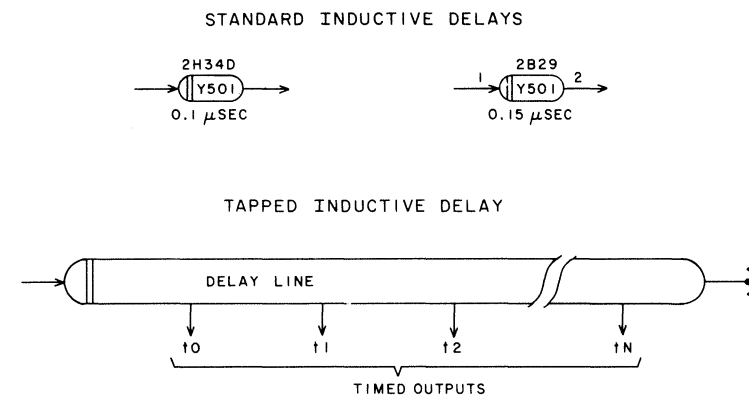 STANDARD INDUCTIVE DELAYS
2H34D
Y501
0.1 μSEC
1
2B29
2
Y501
0.15 μSEC
TAPPED INDUCTIVE DELAY
DELAY LINE
t0 t1 t2 tN
TIMED OUTPUTS